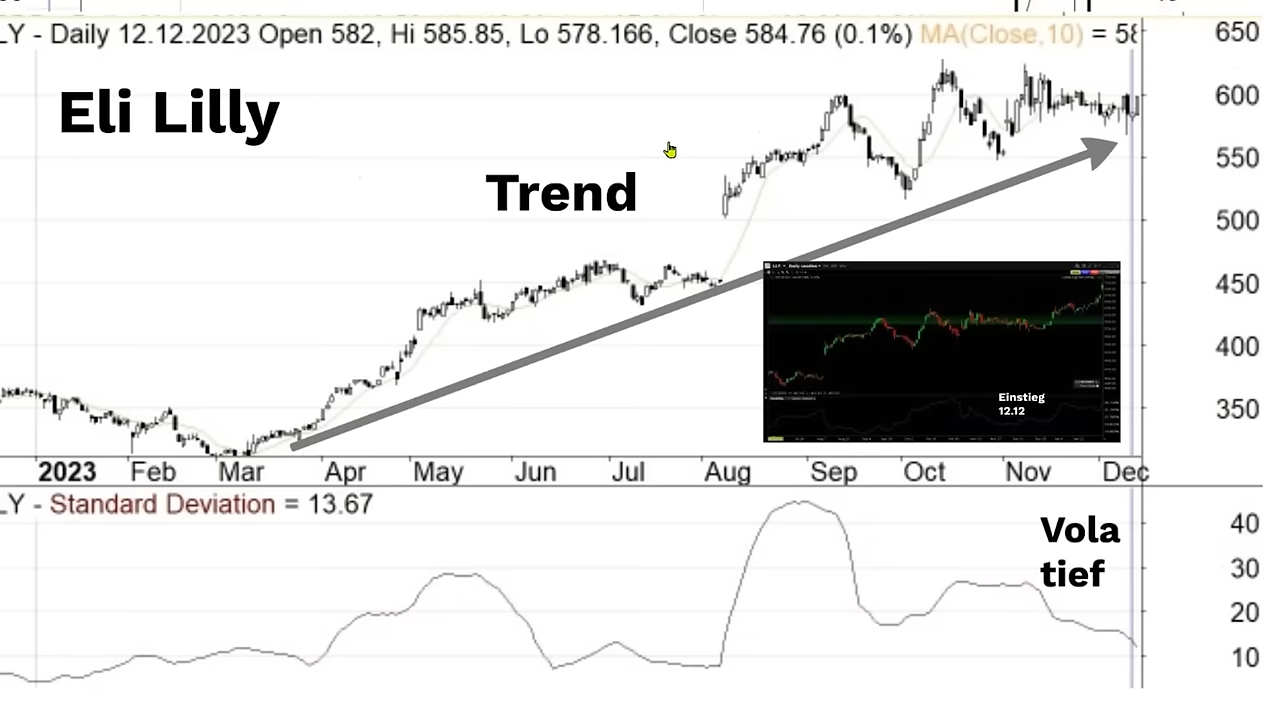 LY - Daily 12.12.2023 Open 582, Hi 585.85, Lo 578.166, Close 584.76 (0.1%) MA(Close,10) = 58
650
Eli Lilly
600
550
Trend
500
450
400
Einstieg
12.12
350
2023 Feb Mar Apr May Jun Jul Aug Sep Oct Nov Dec
LY - Standard Deviation = 13.67
Vola
tief
40
30
20
10